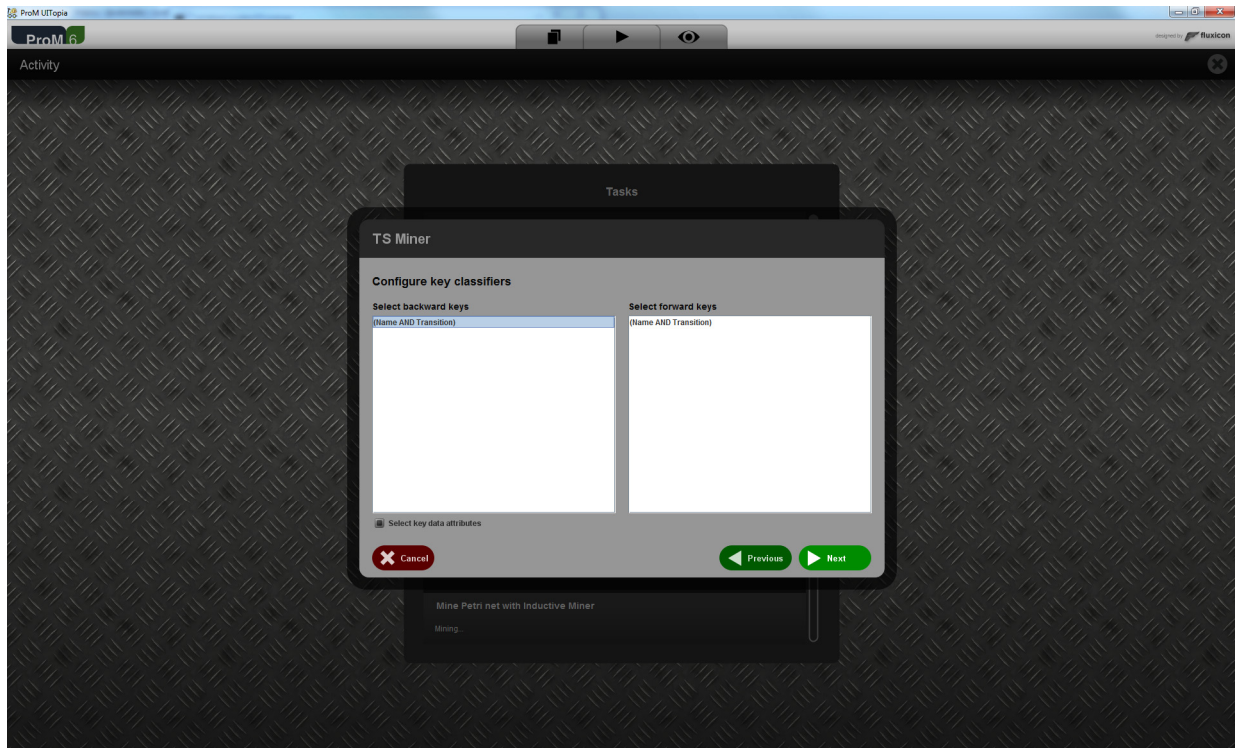 ProM UITopia
ProM 6
designed by fluxicon
Activity
Tasks
TS Miner
Configure key classifiers
Select backward keys
Select forward keys
(Name AND Transition)
(Name AND Transition)
Select key data attributes
Cancel
Previous
Next
Mine Petri net with Inductive Miner
Mining...